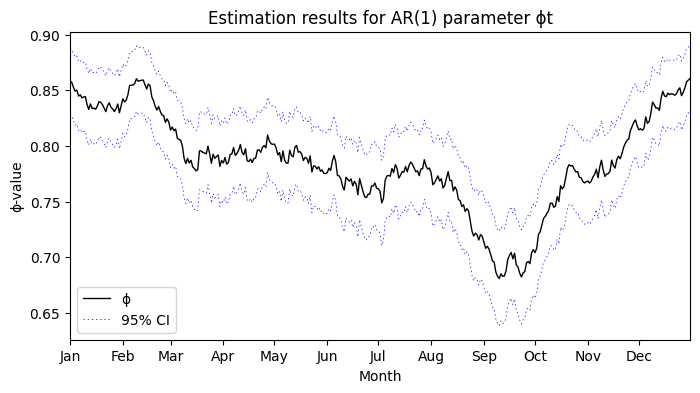 Estimation results for AR(1) parameter ϕt
0.90
0.85
0.80
0.75
0.70
0.65
ϕ-value
ϕ
95% CI
Jan Feb Mar Apr May Jun Jul Aug Sep Oct Nov Dec
Month